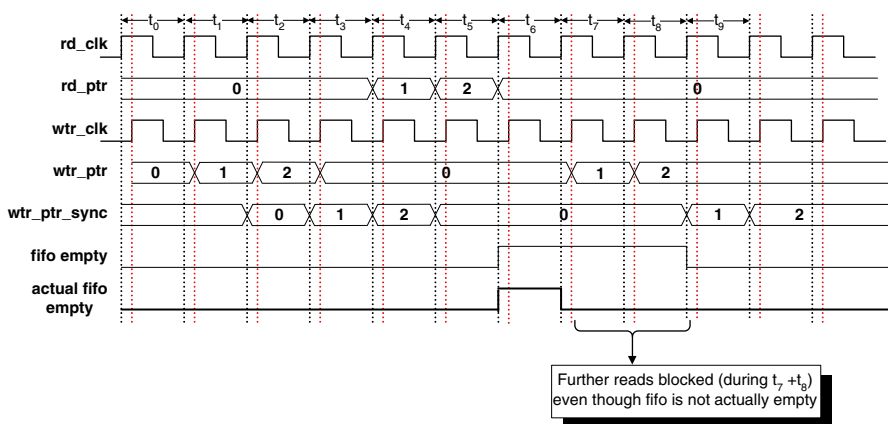 t0 t1 t2 t3 t4 t5 t6 t7 t8 t9
rd_clk
rd_ptr 0 1 2 0
wtr_clk
wtr_ptr 0 1 2 0 1 2
wtr_ptr_sync 0 1 2 0 1 2
fifo empty
actual fifo
empty
Further reads blocked (during t7 +t8)
even though fifo is not actually empty